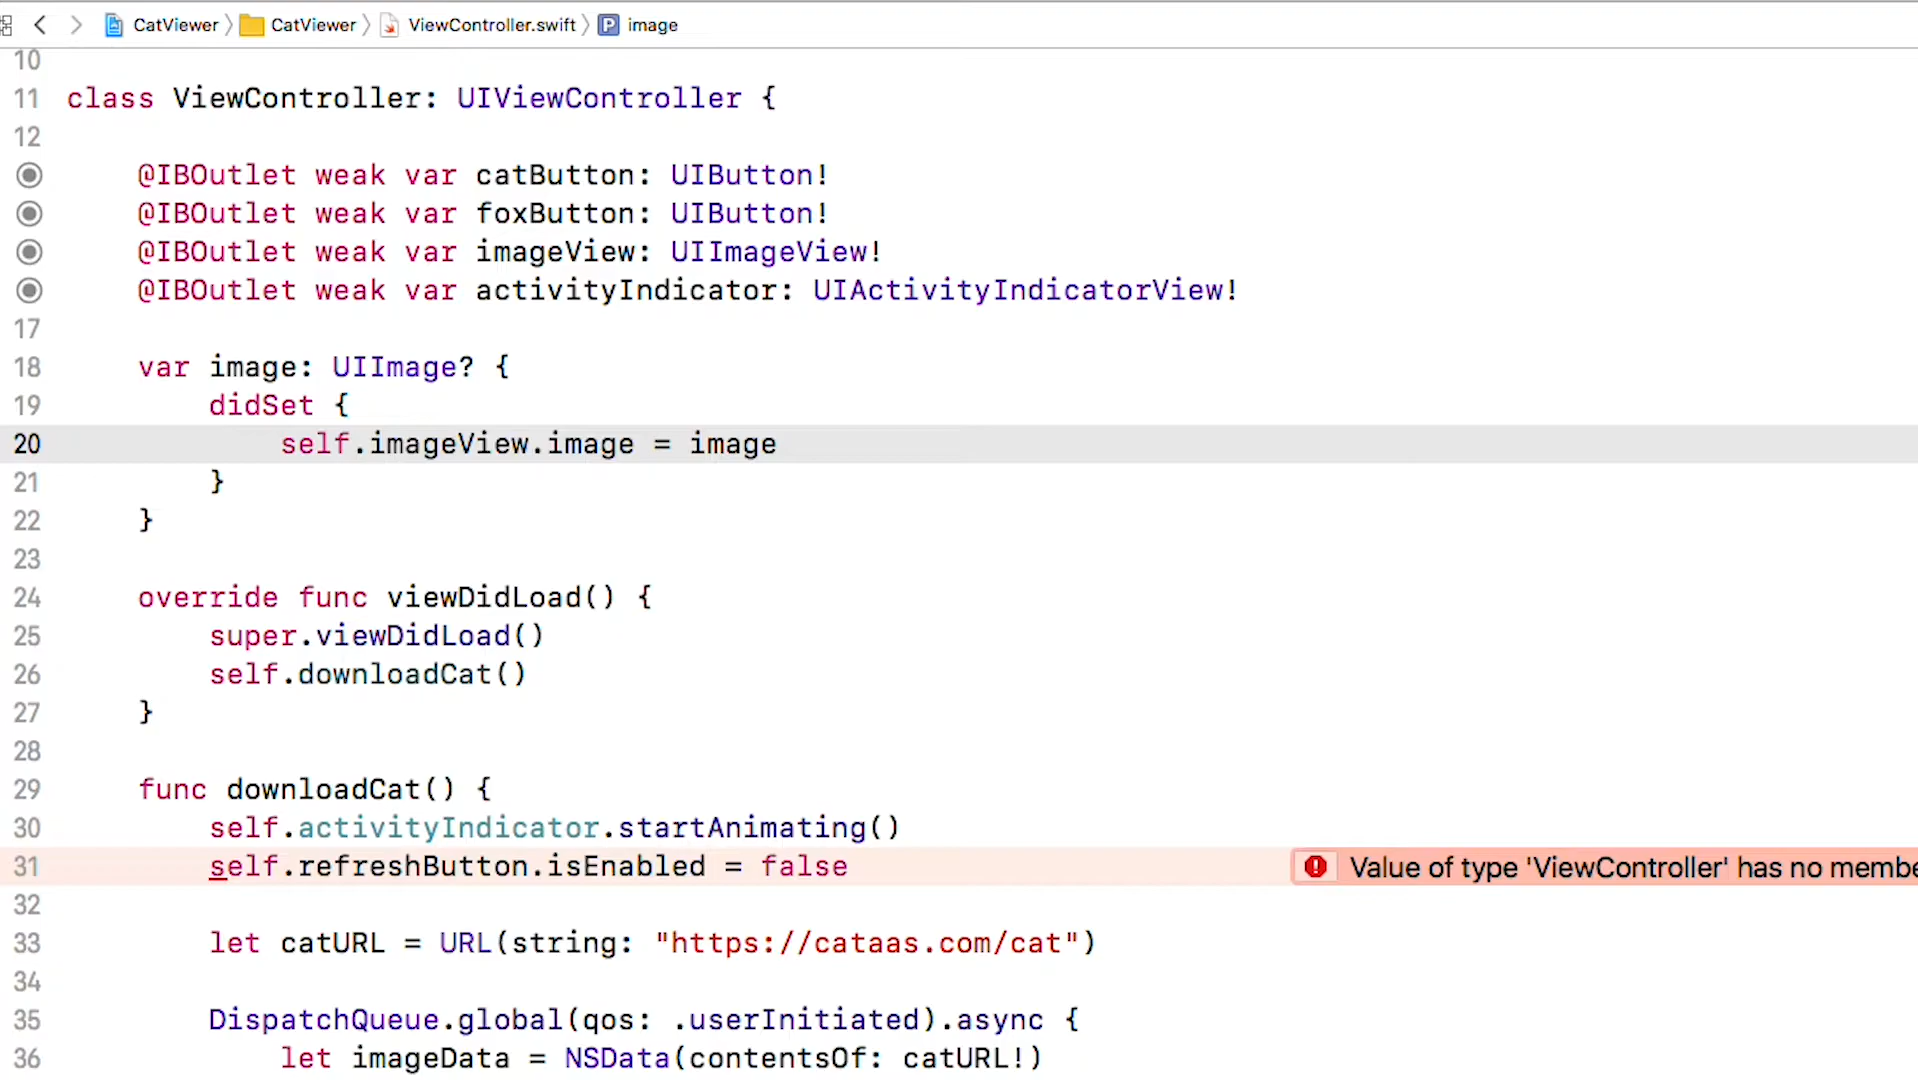 CatViewer CatViewer ViewController.swift P image
10
11 class ViewController: UIViewController {
12
@IBOutlet weak var catButton: UIButton!
@IBOutlet weak var foxButton: UIButton!
@IBOutlet weak var imageView: UIImageView!
@IBOutlet weak var activityIndicator: UIActivityIndicatorView!
17
18 var image: UIImage? {
19 didSet {
20 self.imageView.image = image
21 }
22 }
23
24 override func viewDidLoad() {
25 super.viewDidLoad()
26 self.downloadCat()
27 }
28
29 func downloadCat() {
30 self.activityIndicator.startAnimating()
31 self.refreshButton.isEnabled = false Value of type 'ViewController' has no membe
32
33 let catURL = URL(string: "https://cataas.com/cat")
34
35 DispatchQueue.global(qos: .userInitiated).async {
36 let imageData = NSData(contentsOf: catURL!)